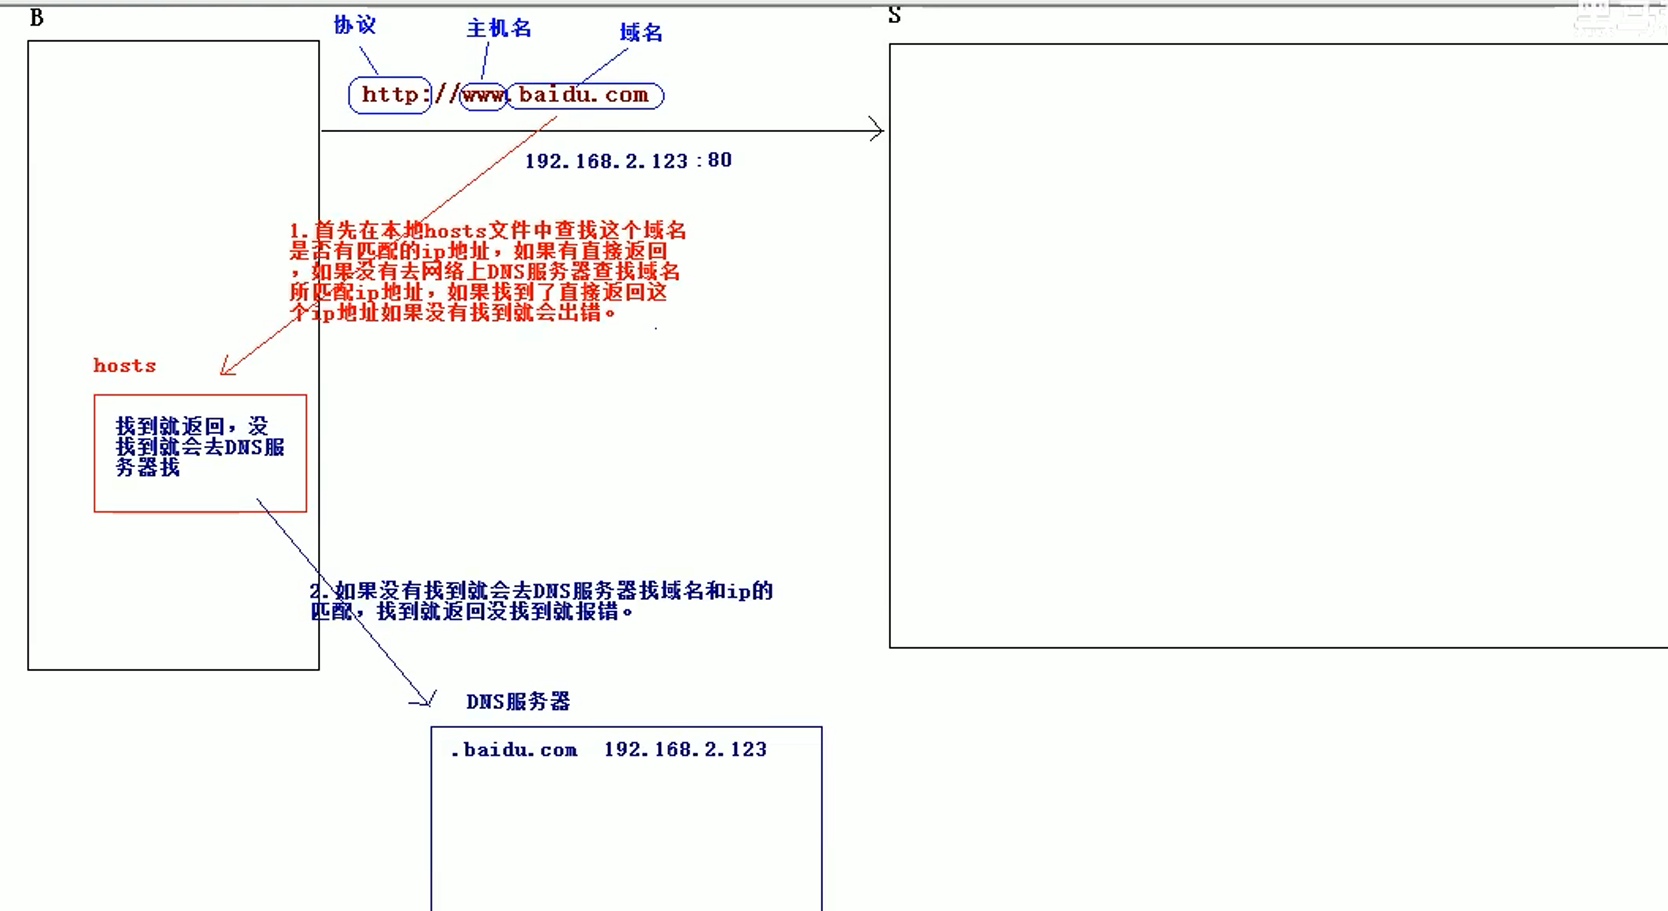 B
S
协议
主机名
域名
http://www.baidu.com
192.168.2.123:80
1.首先在本地hosts文件中查找这个域名
是否有匹配的ip地址，如果有直接返回
，如果没有去网络上DNS服务器查找域名
所匹配ip地址，如果找到了直接返回这
个ip地址如果没有找到就会出错。
hosts
找到就返回，没
找到就会去DNS服
务器找
2.如果没有找到就会去DNS服务器找域名和ip的
匹配，找到就返回没找到就报错。
DNS服务器
.baidu.com 192.168.2.123